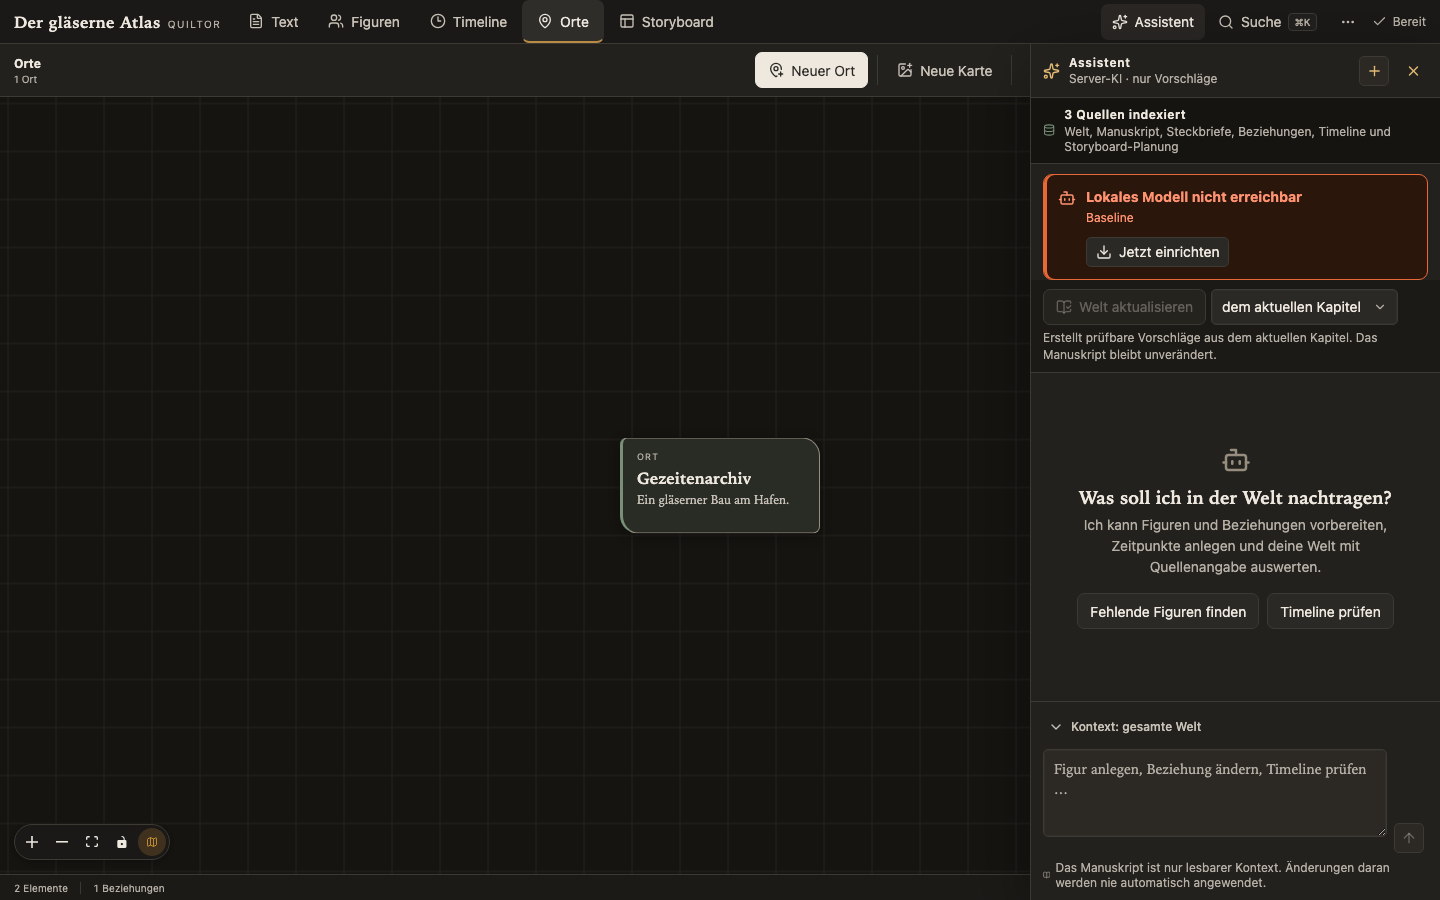 Der gläserne Atlas QUILTOR
Text
Figuren
Timeline
Orte
Storyboard
Assistent
Suche ⌘K
Bereit
Orte
1 Ort
Neuer Ort
Neue Karte
Assistent
Server-KI · nur Vorschläge
3 Quellen indexiert
Welt, Manuskript, Steckbriefe, Beziehungen, Timeline und
Storyboard-Planung
Lokales Modell nicht erreichbar
Baseline
Jetzt einrichten
Welt aktualisieren
dem aktuellen Kapitel
Erstellt prüfbare Vorschläge aus dem aktuellen Kapitel. Das
Manuskript bleibt unverändert.
ORT
Gezeitenarchiv
Ein gläserner Bau am Hafen.
Was soll ich in der Welt nachtragen?
Ich kann Figuren und Beziehungen vorbereiten,
Zeitpunkte anlegen und deine Welt mit
Quellenangabe auswerten.
Fehlende Figuren finden
Timeline prüfen
Kontext: gesamte Welt
Figur anlegen, Beziehung ändern, Timeline prüfen
…
Das Manuskript ist nur lesbarer Kontext. Änderungen daran
werden nie automatisch angewendet.
2 Elemente
1 Beziehungen